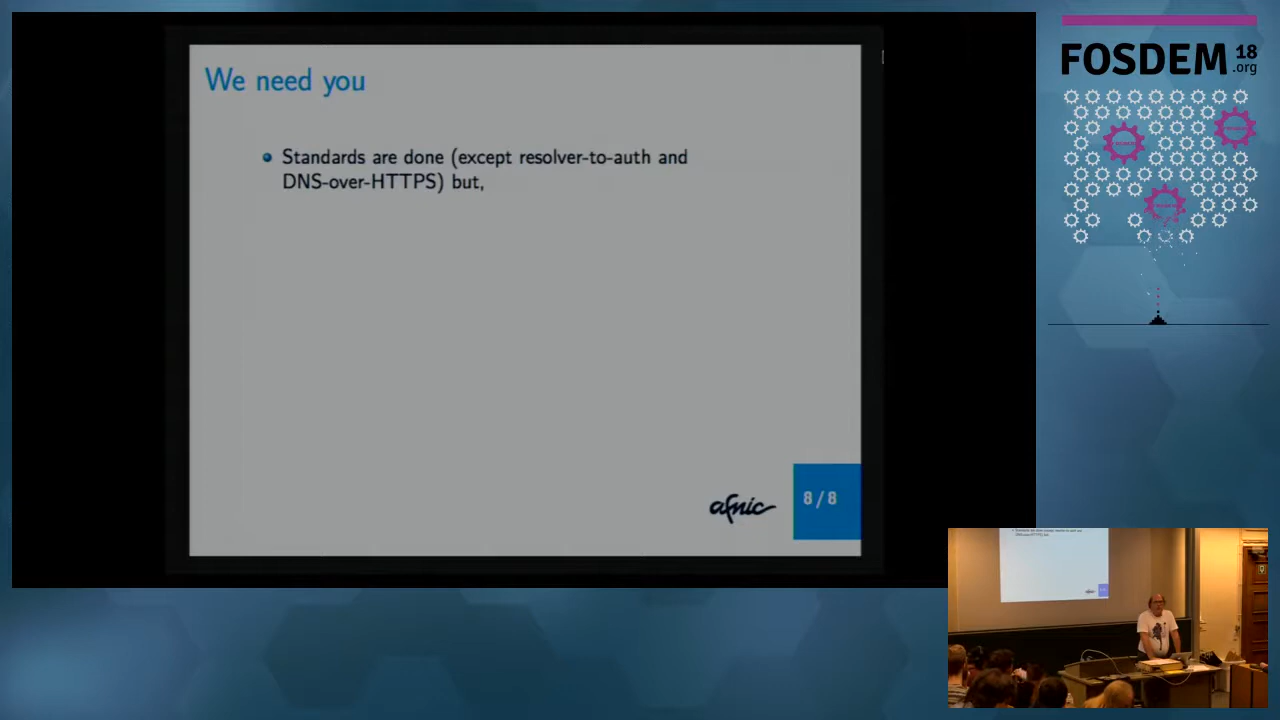 We need you
Standards are done (except resolver-to-auth and
DNS-over-HTTPS) but,
afnic
8 / 8
FOSDEM 18
.org